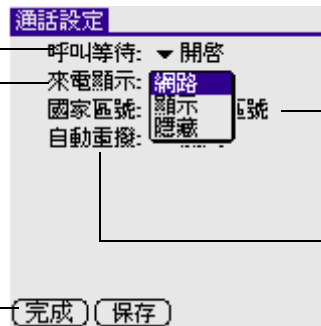 通話設定
呼叫等待: 開啓
來電顯示: 網路
顯示
隱藏
國家區號: 區號
自動重撥:
完成 保存